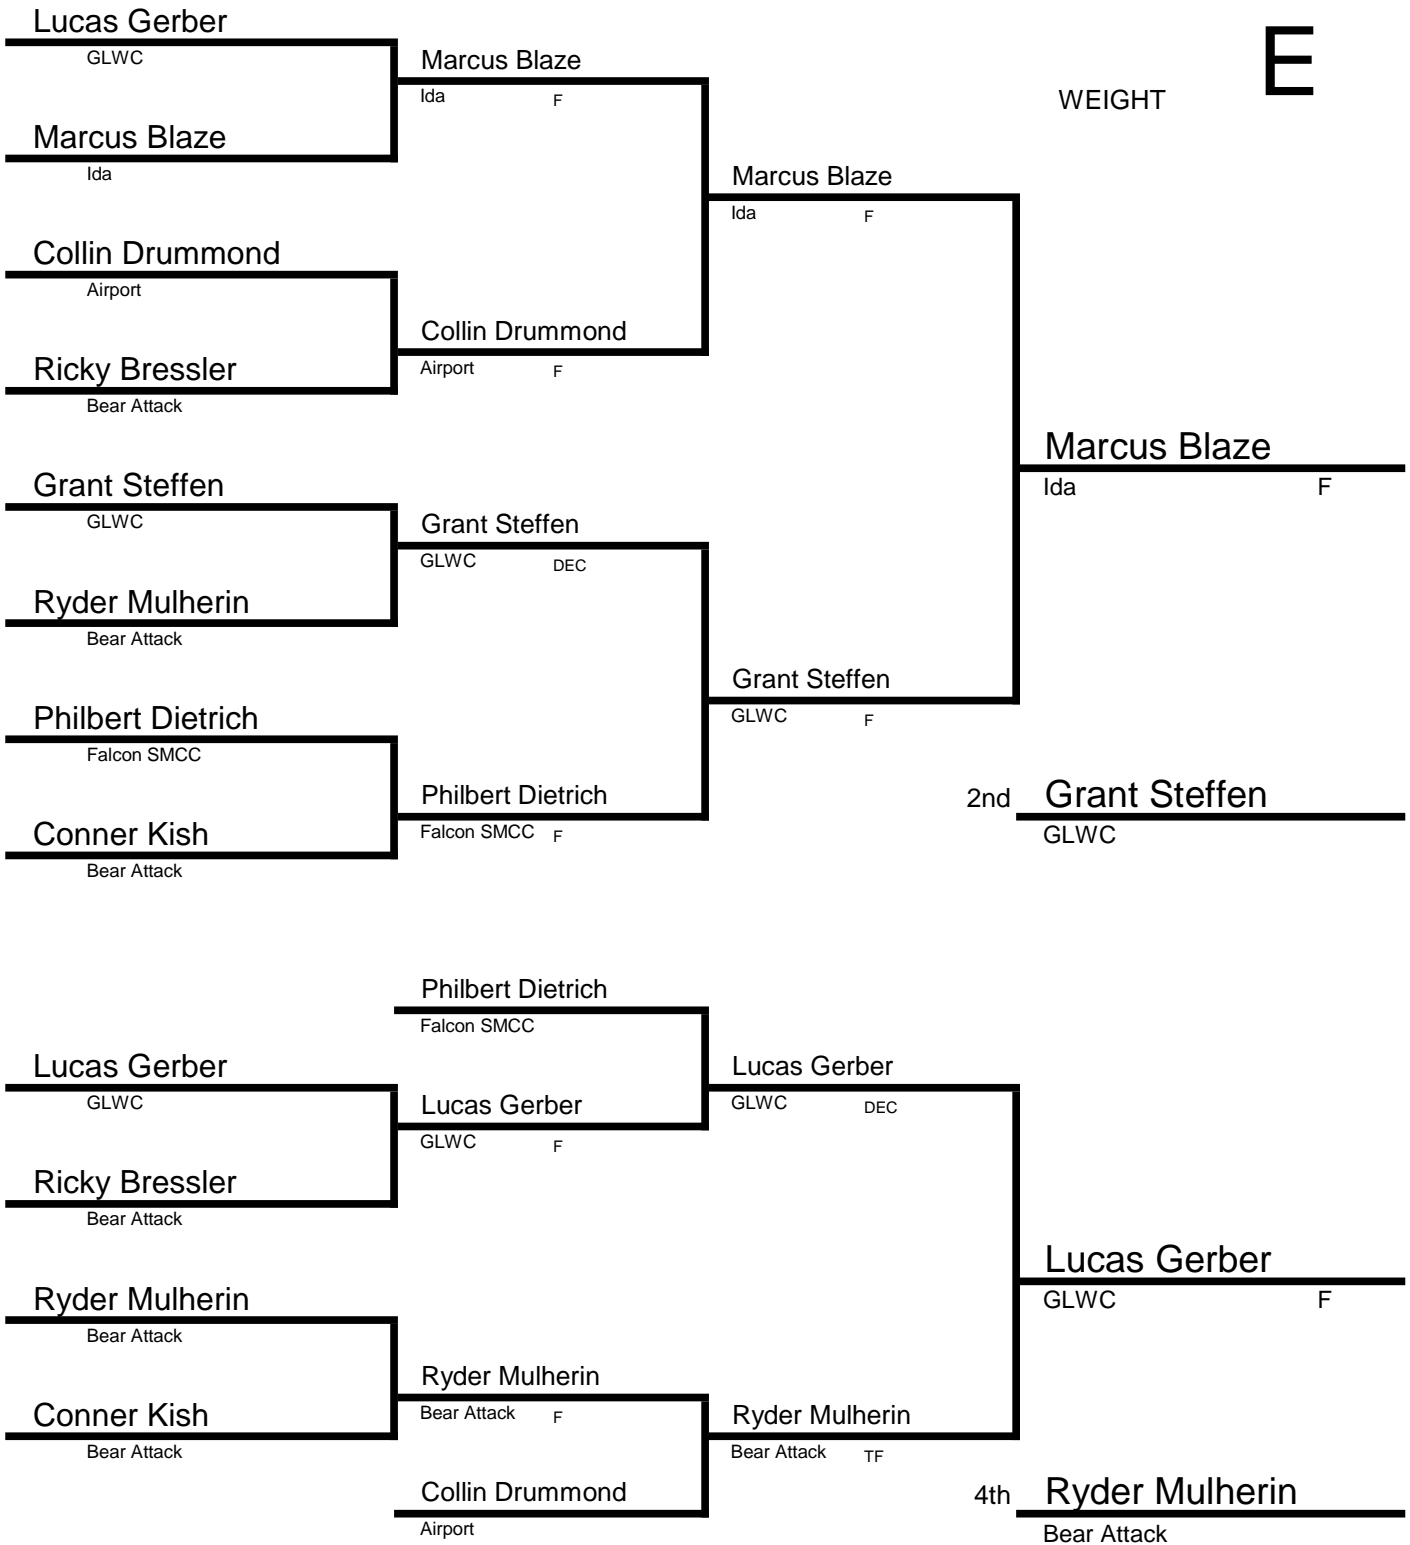 Lucas Gerber
GLWC
Marcus Blaze
Ida F
E
WEIGHT
Marcus Blaze
Ida
Marcus Blaze
Ida F
Collin Drummond
Airport
Collin Drummond
Airport F
Ricky Bressler
Bear Attack
Marcus Blaze
Ida F
Grant Steffen
GLWC
Grant Steffen
GLWC DEC
Ryder Mulherin
Bear Attack
Grant Steffen
GLWC F
Philbert Dietrich
Falcon SMCC
Philbert Dietrich
Falcon SMCC F
2nd Grant Steffen
GLWC
Conner Kish
Bear Attack
Philbert Dietrich
Falcon SMCC
Lucas Gerber
GLWC
Lucas Gerber
GLWC DEC
Lucas Gerber
GLWC F
Ricky Bressler
Bear Attack
Lucas Gerber
GLWC F
Ryder Mulherin
Bear Attack
Ryder Mulherin
Bear Attack F
Conner Kish
Bear Attack
Ryder Mulherin
Bear Attack TF
Collin Drummond
Airport
4th Ryder Mulherin
Bear Attack